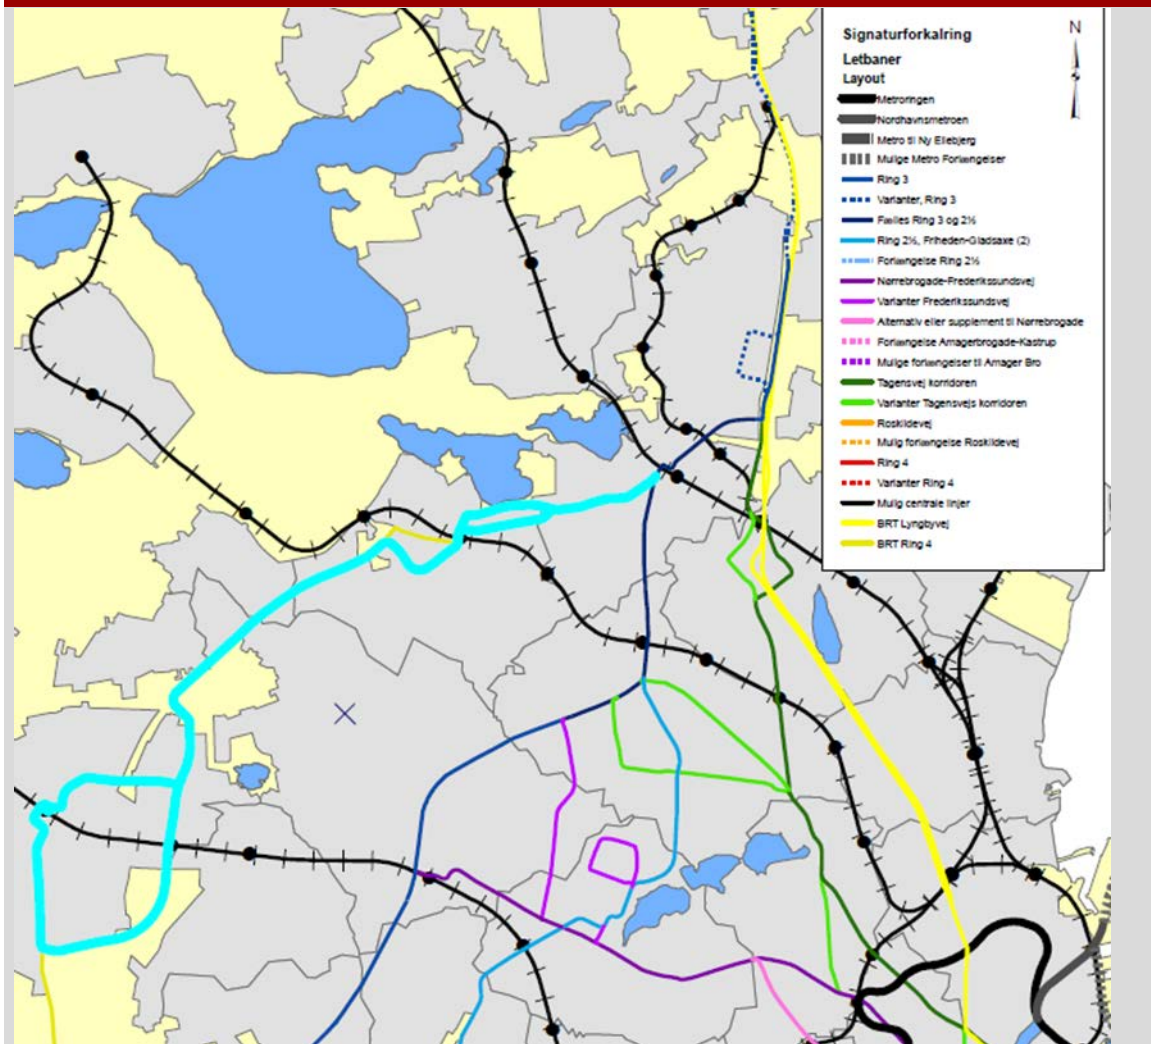 Signaturforkalring
N
Letbaner
Layout
Metroringen
Nordhavnsmetroen
Metro til Ny Ellebjerg
Mulige Metro Forlængelser
Ring 3
Varianter, Ring 3
Fælles Ring 3 og 2½
Ring 2½, Friheden-Gladsaxe (2)
Forlængelse Ring 2½
Nørrebrogade-Frederikssundsvej
Varianter Frederikssundsvej
Alternativ eller supplement til Nørrebrogade
Forlængelse Amagerbrogade-Kastrup
Mulige forlængelser til Amager Bro
Tagensvej korridoren
Varianter Tagensvejs korridoren
Roskildevej
Mulig forlængelse Roskildevej
Ring 4
Varianter Ring 4
Mulig centrale linjer
BRT Lyngbyvej
BRT Ring 4